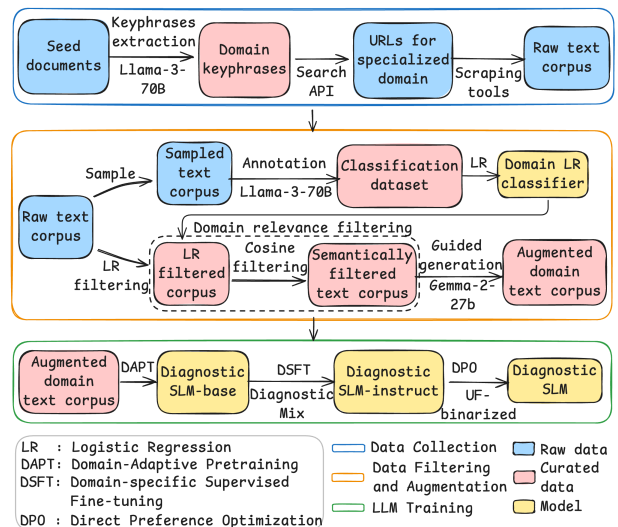 Keyphrases
extraction
Seed
documents
Llama-3-
70B
Domain
keyphrases
Search
API
URLs for
specialized
domain
Scraping
tools
Raw text
corpus
Raw text
corpus
Sample
Sampled
text
corpus
Annotation
Llama-3-70B
Classification
dataset
LR
Domain LR
classifier
Domain relevance filtering
LR
filtering
LR
filtered
corpus
Cosine
filtering
Semantically
filtered
text corpus
Guided
generation
Gemma-2-
27b
Augmented
domain
text corpus
Augmented
domain
text corpus
DAPT
Diagnostic
SLM-base
DSFT
Diagnostic
Mix
Diagnostic
SLM-instruct
DPO
UF-
binarized
Diagnostic
SLM
LR : Logistic Regression
DAPT: Domain-Adaptive Pretraining
DSFT: Domain-specific Supervised
Fine-tuning
DPO : Direct Preference Optimization
Data Collection
Data Filtering
and Augmentation
LLM Training
Raw data
Curated
data
Model